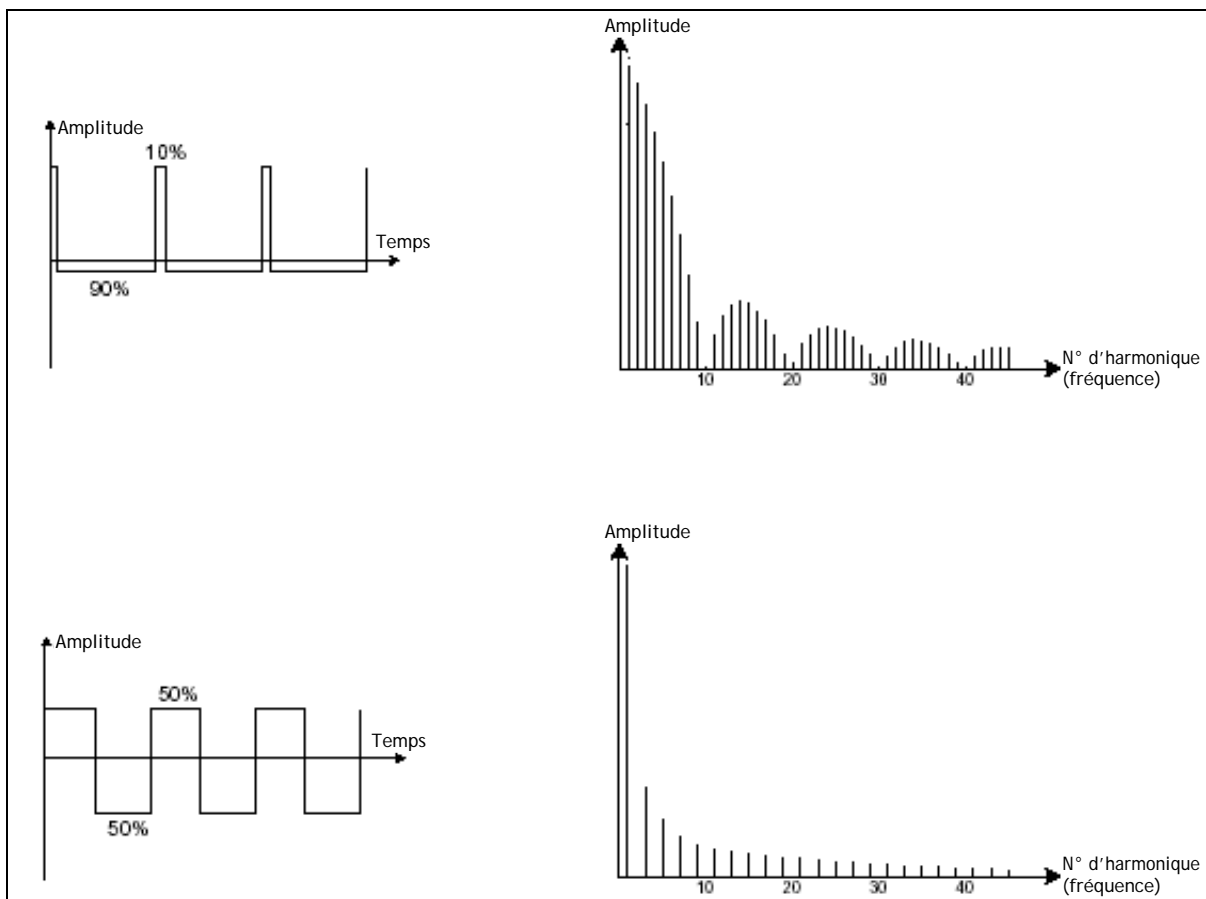 Amplitude
Amplitude
10%
Temps
90%
N° d'harmonique
(fréquence)
10 20 30 40
Amplitude
Amplitude
50%
Temps
50%
N° d'harmonique
(fréquence)
10 20 30 40